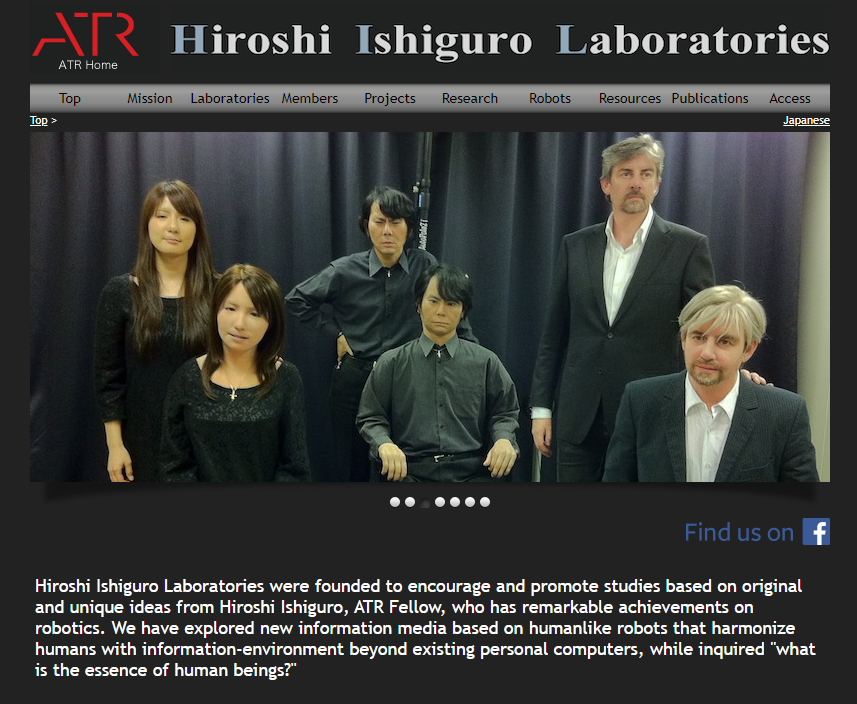 ATR
ATR Home
Hiroshi Ishiguro Laboratories
Top Mission Laboratories Members Projects Research Robots Resources Publications Access
Top > Japanese
Find us on f
Hiroshi Ishiguro Laboratories were founded to encourage and promote studies based on original
and unique ideas from Hiroshi Ishiguro, ATR Fellow, who has remarkable achievements on
robotics. We have explored new information media based on humanlike robots that harmonize
humans with information-environment beyond existing personal computers, while inquired "what
is the essence of human beings?"